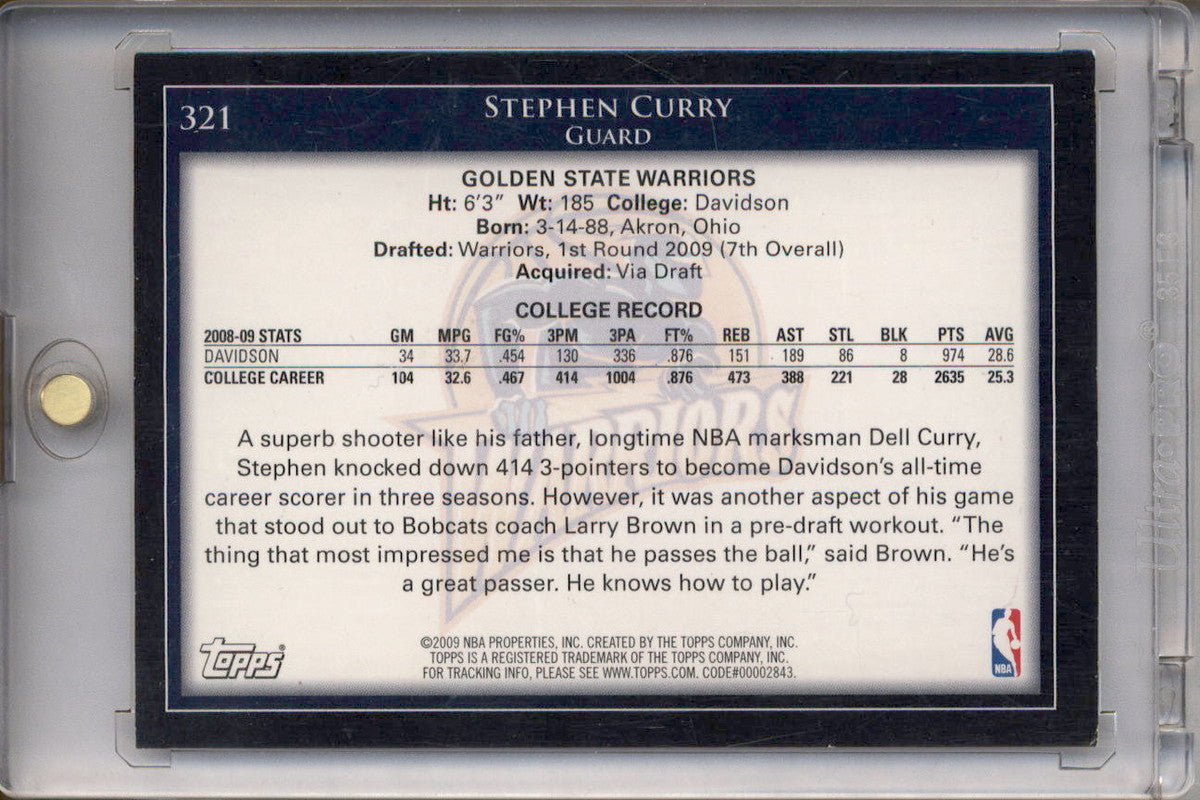 321
STEPHEN CURRY
GUARD
GOLDEN STATE WARRIORS
Ht: 6'3" Wt: 185 College: Davidson
Born: 3-14-88, Akron, Ohio
Drafted: Warriors, 1st Round 2009 (7th Overall)
Acquired: Via Draft
COLLEGE RECORD
2008-09 STATS GM MPG FG% 3PM 3PA FT% REB AST STL BLK PTS AVG
DAVIDSON 34 33.7 .454 130 336 .876 151 189 86 8 974 28.6
COLLEGE CAREER 104 32.6 .467 414 1004 .876 473 388 221 28 2635 25.3
WARRIORS
A superb shooter like his father, longtime NBA marksman Dell Curry,
Stephen knocked down 414 3-pointers to become Davidson's all-time
career scorer in three seasons. However, it was another aspect of his game
that stood out to Bobcats coach Larry Brown in a pre-draft workout. "The
thing that most impressed me is that he passes the ball," said Brown. "He's
a great passer. He knows how to play."
Topps®
©2009 NBA PROPERTIES, INC. CREATED BY THE TOPPS COMPANY, INC.
TOPPS IS A REGISTERED TRADEMARK OF THE TOPPS COMPANY, INC.
FOR TRACKING INFO, PLEASE SEE WWW.TOPPS.COM. CODE#00002843.
NBA
UltraPRO®